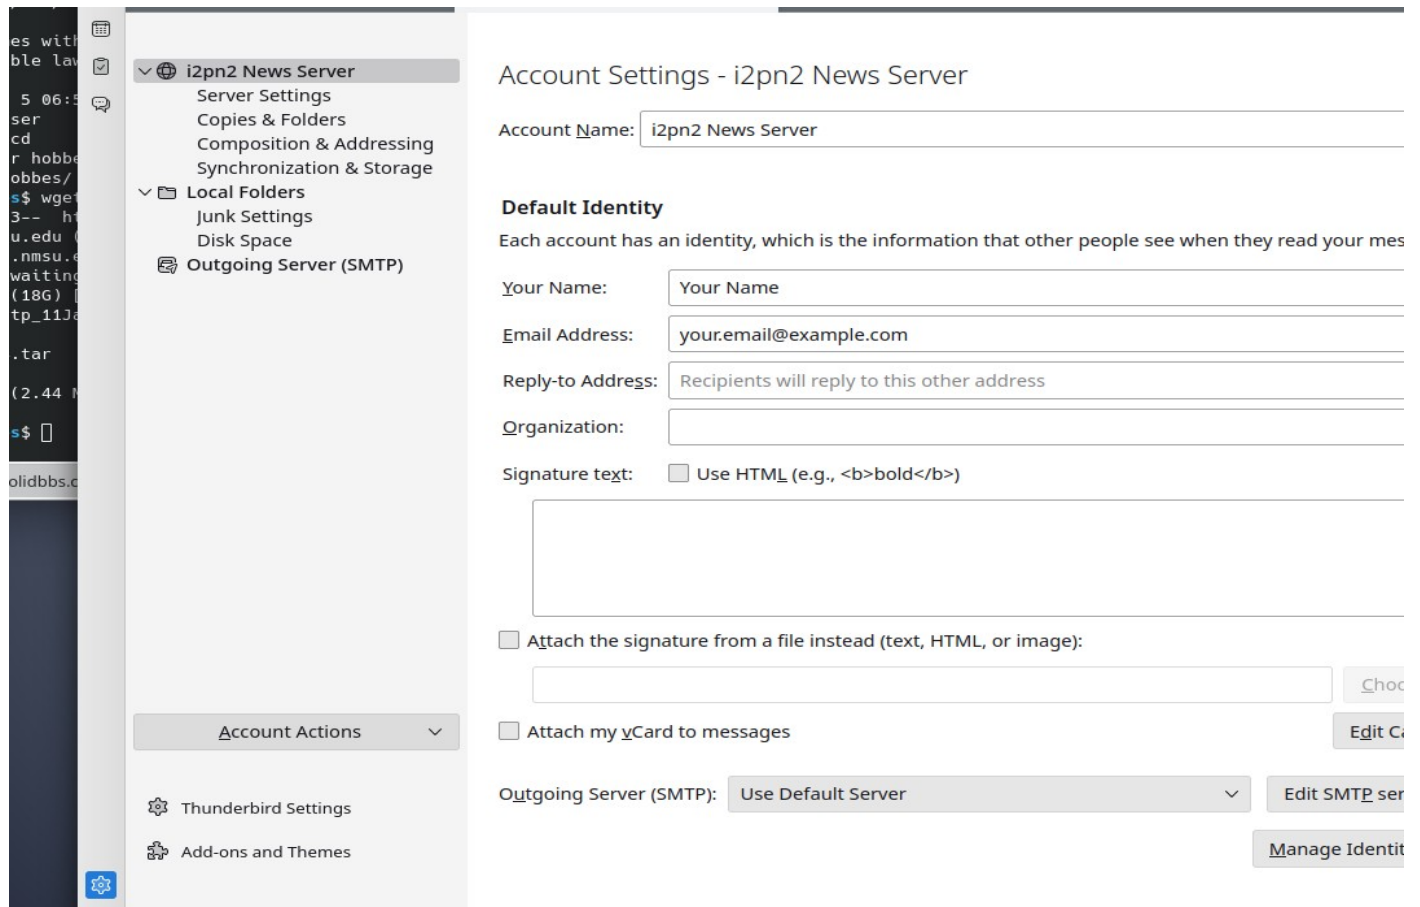 es with
ble law
5 06:5
ser
cd
r hobbe
obbes/
s$ wget
3-- ht
u.edu (
.nmsu.e
waiting
(18G) [
tp_11Ja
.tar
(2.44 M
s$
olidbbs.c
i2pn2 News Server
Server Settings
Copies & Folders
Composition & Addressing
Synchronization & Storage
Local Folders
Junk Settings
Disk Space
Outgoing Server (SMTP)
Account Actions
Thunderbird Settings
Add-ons and Themes
Account Settings - i2pn2 News Server
Account Name: i2pn2 News Server
Default Identity
Each account has an identity, which is the information that other people see when they read your mes
Your Name: Your Name
Email Address: your.email@example.com
Reply-to Address: Recipients will reply to this other address
Organization:
Signature text: Use HTML (e.g., <b>bold</b>)
Attach the signature from a file instead (text, HTML, or image):
Choo
Attach my vCard to messages
Edit Ca
Outgoing Server (SMTP): Use Default Server Edit SMTP ser
Manage Identit